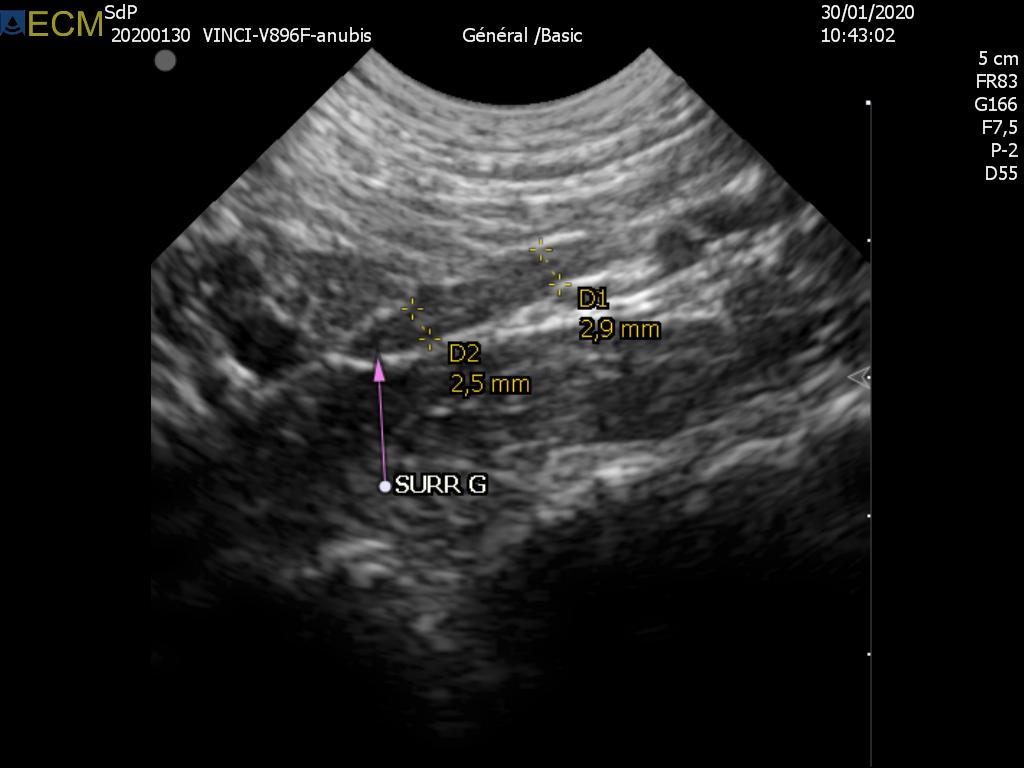 ECM
SdP
20200130 VINCI-V896F-anubis
Général /Basic
30/01/2020
10:43:02
5 cm
FR83
G166
F7,5
P-2
D55
D1
2,9 mm
D2
2,5 mm
SURR G